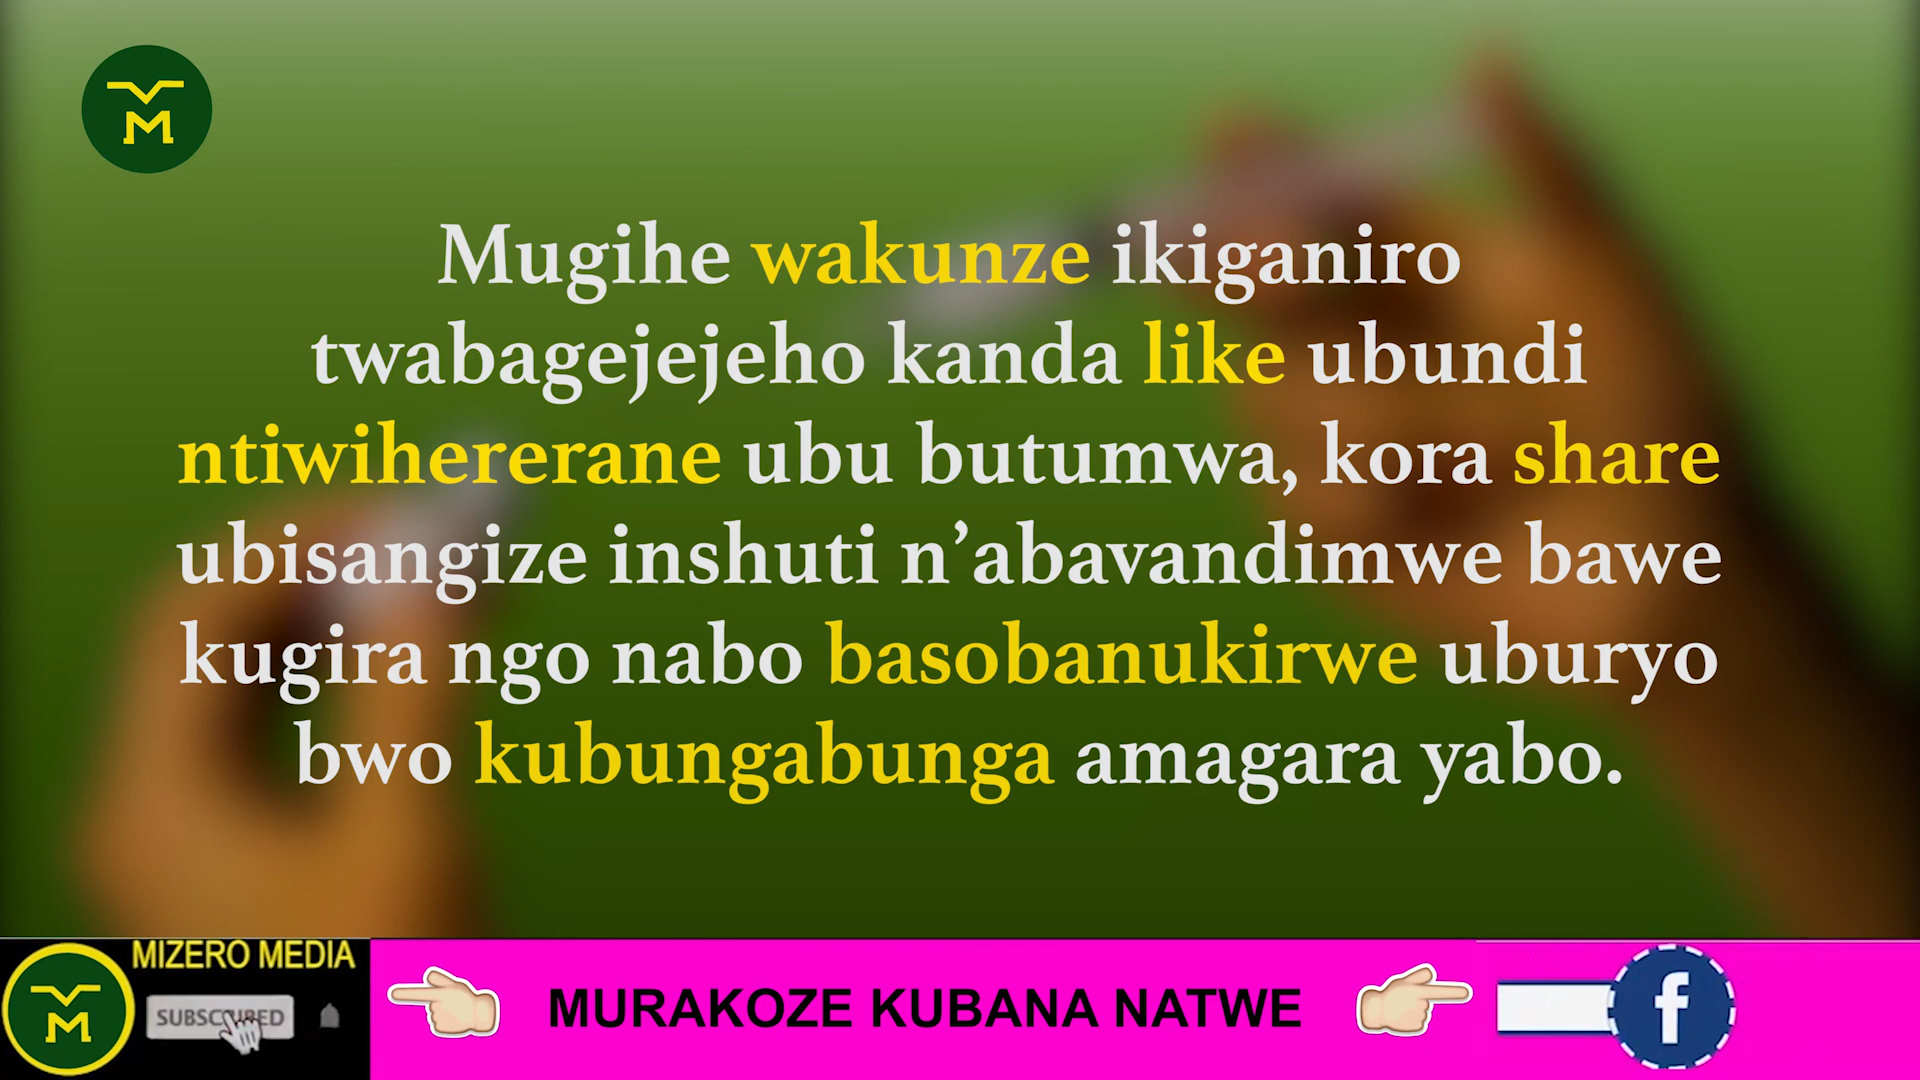 Mugihe wakunze ikiganiro
twabagejejeho kanda like ubundi
ntiwihererane ubu butumwa, kora share
ubisangize inshuti n’abavandimwe bawe
kugira ngo nabo basobanukirwe uburyo
bwo kubungabunga amagara yabo.
MIZERO MEDIA
SUBSCRIBED
MURAKOZE KUBANA NATWE